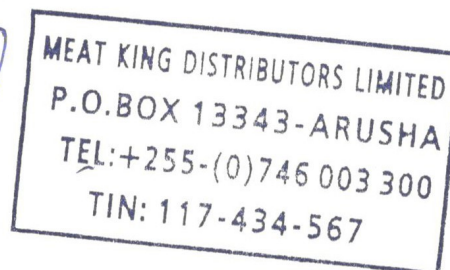 MEAT KING DISTRIBUTORS LIMITED
P.O.BOX 13343-ARUSHA
TEL:+255-(0)746 003 300
TIN: 117-434-567